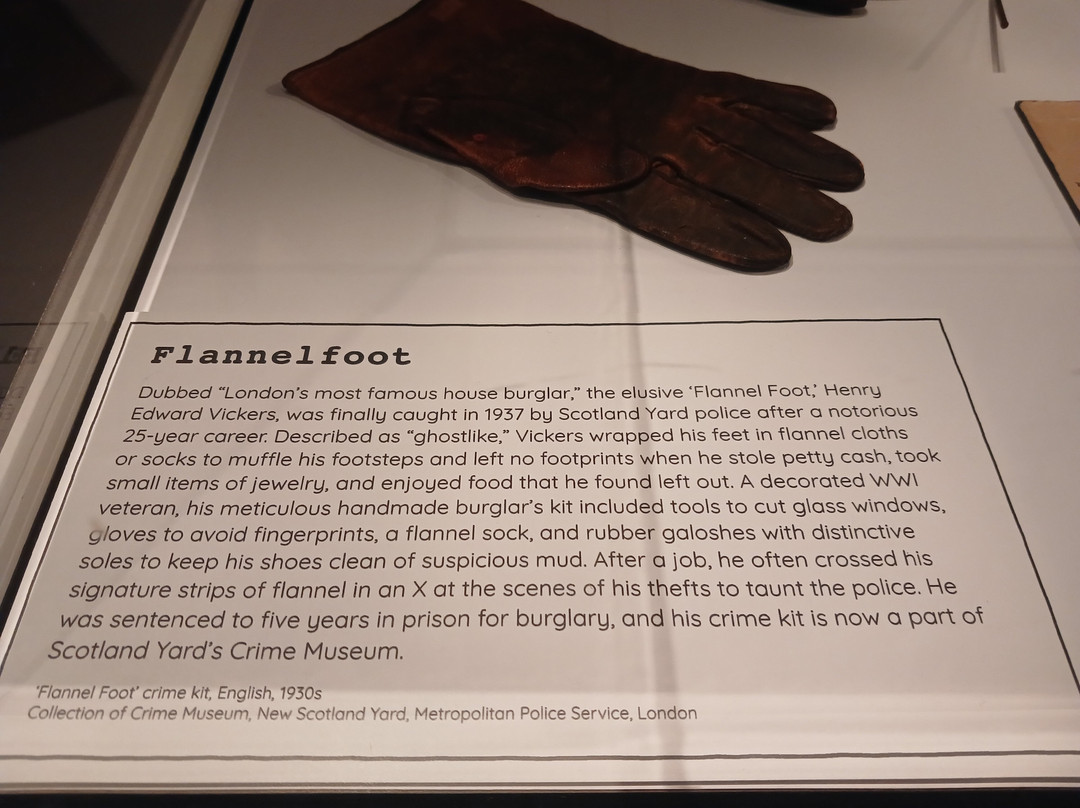 Flannelfoot
Dubbed “London’s most famous house burglar,” the elusive ‘Flannel Foot,’ Henry
Edward Vickers, was finally caught in 1937 by Scotland Yard police after a notorious
25-year career. Described as “ghostlike,” Vickers wrapped his feet in flannel cloths
or socks to muffle his footsteps and left no footprints when he stole petty cash, took
small items of jewelry, and enjoyed food that he found left out. A decorated WWI
veteran, his meticulous handmade burglar’s kit included tools to cut glass windows,
gloves to avoid fingerprints, a flannel sock, and rubber galoshes with distinctive
soles to keep his shoes clean of suspicious mud. After a job, he often crossed his
signature strips of flannel in an X at the scenes of his thefts to taunt the police. He
was sentenced to five years in prison for burglary, and his crime kit is now a part of
Scotland Yard’s Crime Museum.
‘Flannel Foot’ crime kit, English, 1930s
Collection of Crime Museum, New Scotland Yard, Metropolitan Police Service, London